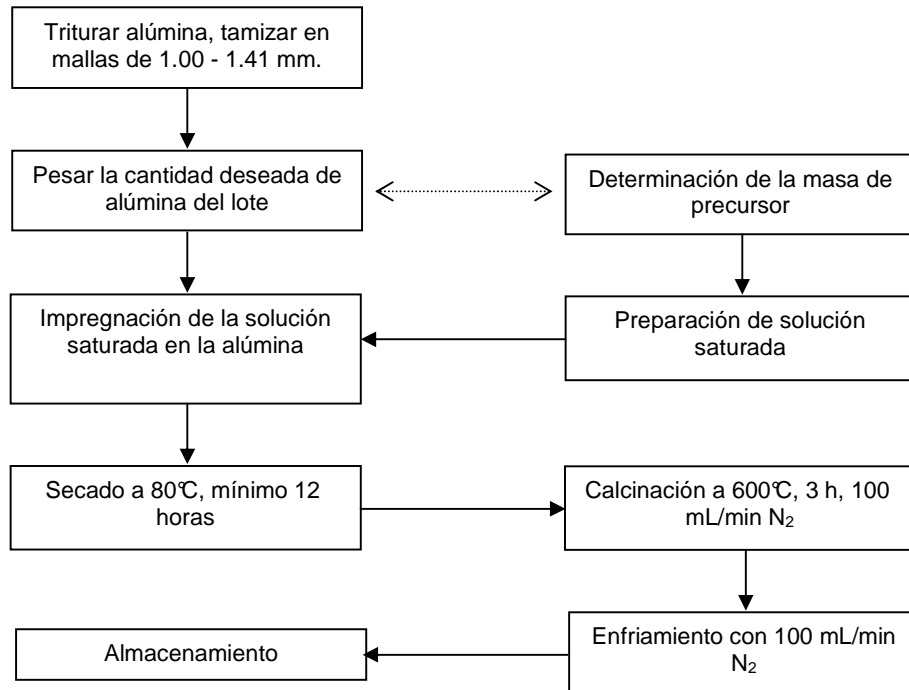 Triturar alúmina, tamizar en
mallas de 1.00 - 1.41 mm.
Pesar la cantidad deseada de
alúmina del lote
Determinación de la masa de
precursor
Impregnación de la solución
saturada en la alúmina
Preparación de solución
saturada
Secado a 80°C, mínimo 12
horas
Calcinación a 600°C, 3 h, 100
mL/min N₂
Enfriamiento con 100 mL/min
N₂
Almacenamiento